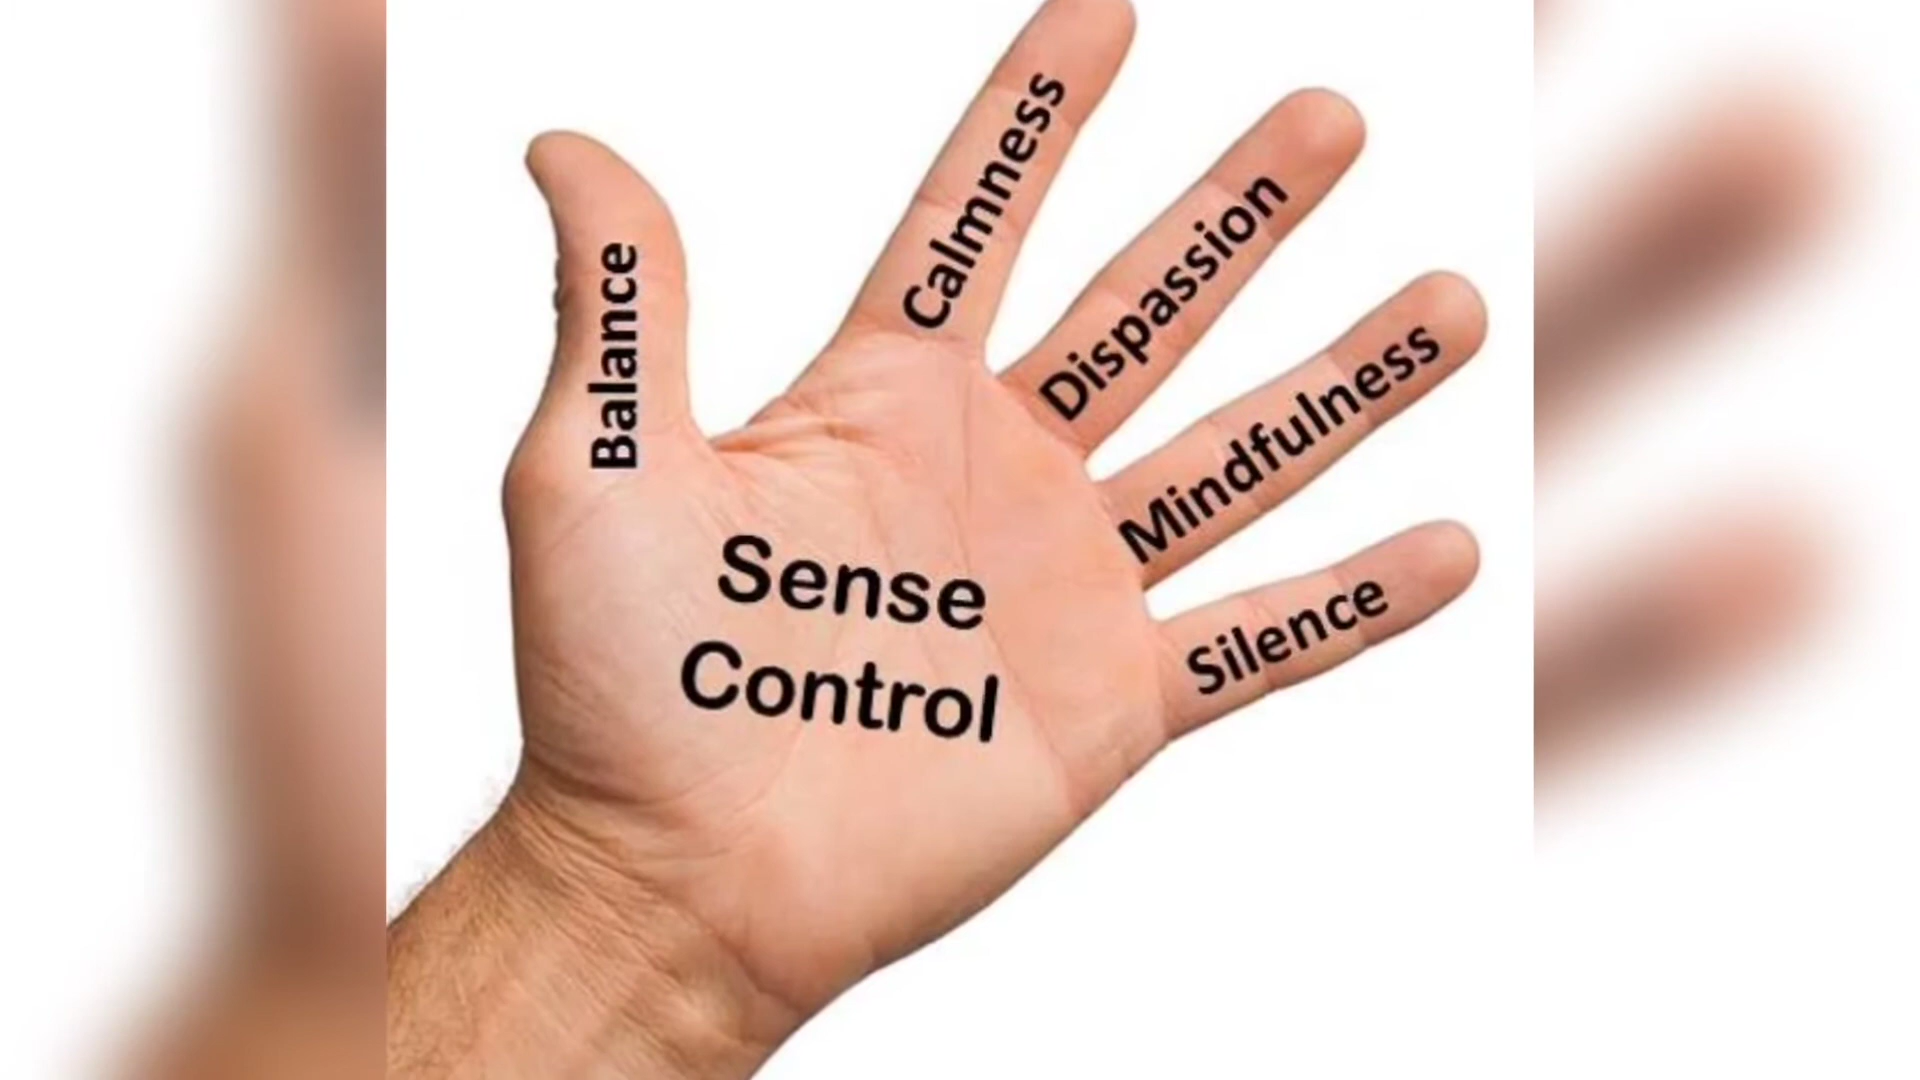 Balance
Calmness
Dispassion
Mindfulness
Silence
Sense
Control